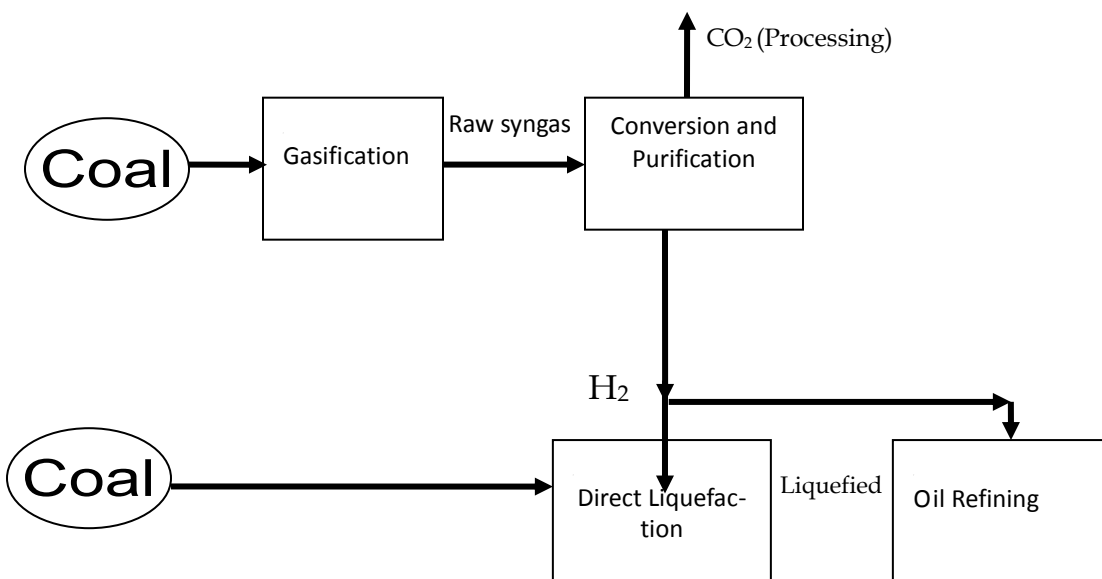 CO₂ (Processing)
Coal
Gasification
Raw syngas
Conversion and
Purification
H₂
Coal
Direct Liquefac-
tion
Liquefied
Oil Refining